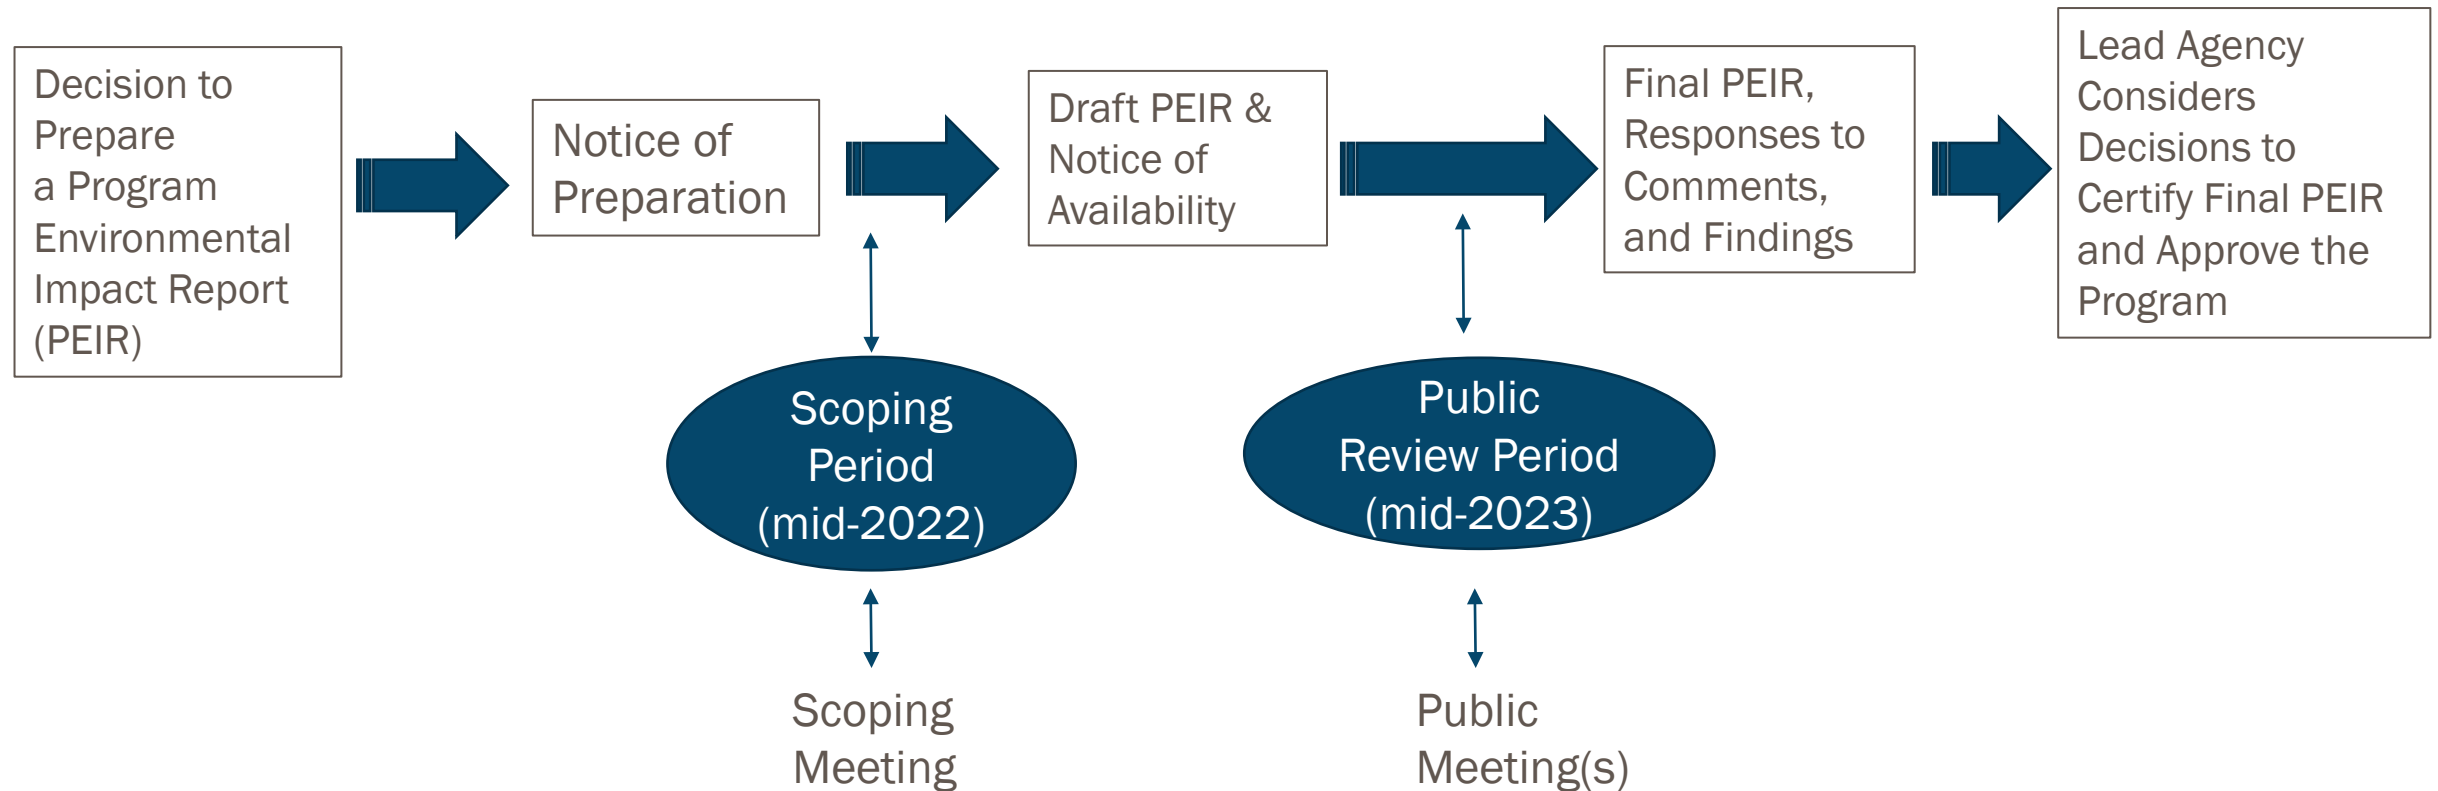 Decision to
Prepare
a Program
Environmental
Impact Report
(PEIR)
Notice of
Preparation
Draft PEIR &
Notice of
Availability
Final PEIR,
Responses to
Comments,
and Findings
Lead Agency
Considers
Decisions to
Certify Final PEIR
and Approve the
Program
Scoping
Period
(mid-2022)
Public
Review Period
(mid-2023)
Scoping
Meeting
Public
Meeting(s)